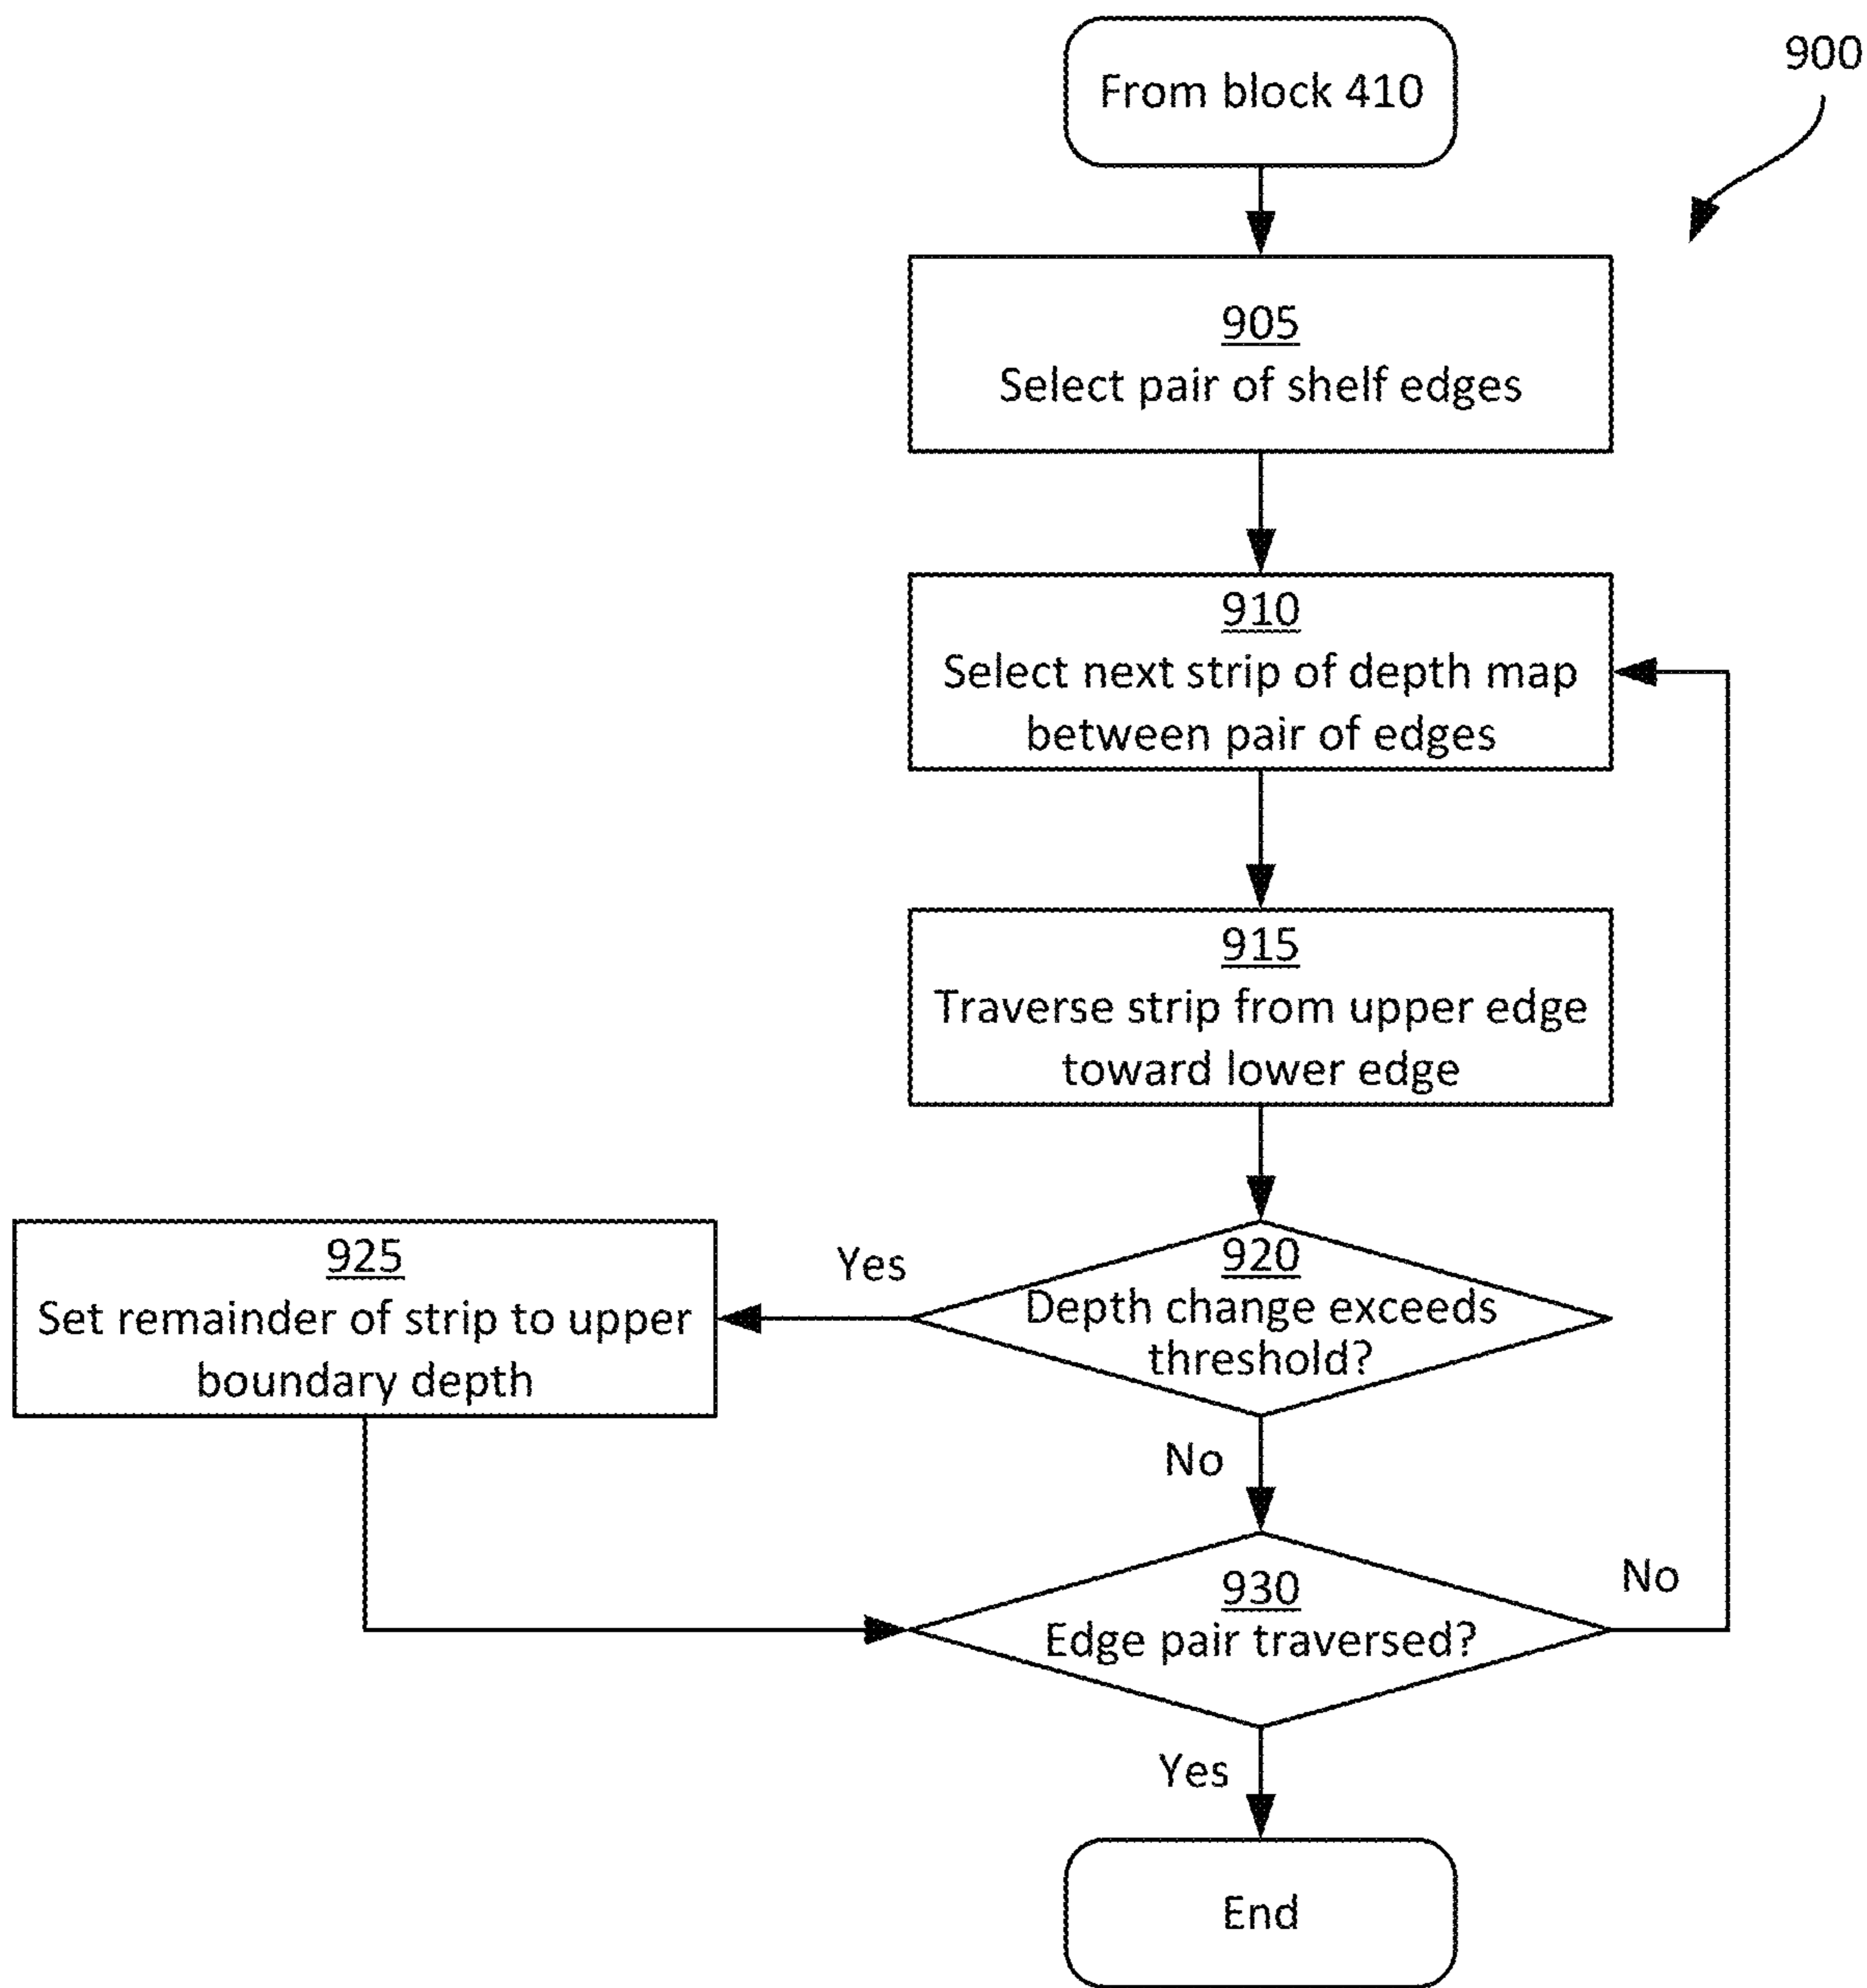 From block 410
900
905
Select pair of shelf edges
910
Select next strip of depth map
between pair of edges
915
Traverse strip from upper edge
toward lower edge
920
Depth change exceeds
threshold?
Yes
925
Set remainder of strip to upper
boundary depth
No
930
Edge pair traversed?
No
Yes
End